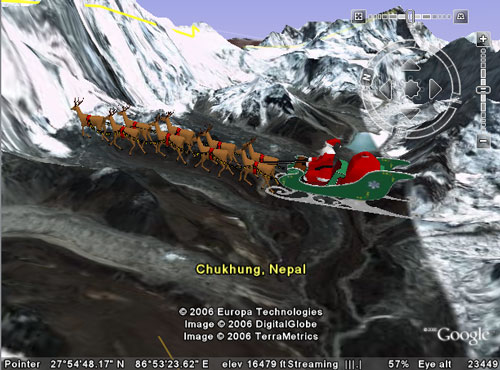 N
Chukhung, Nepal
© 2006 Europa Technologies
Image © 2006 DigitalGlobe
Image © 2006 TerraMetrics
© 2005 Google
Pointer 27°54'48.17" N 86°53'23.62" E elev 16479 ft Streaming |||.| 57% Eye alt 23449